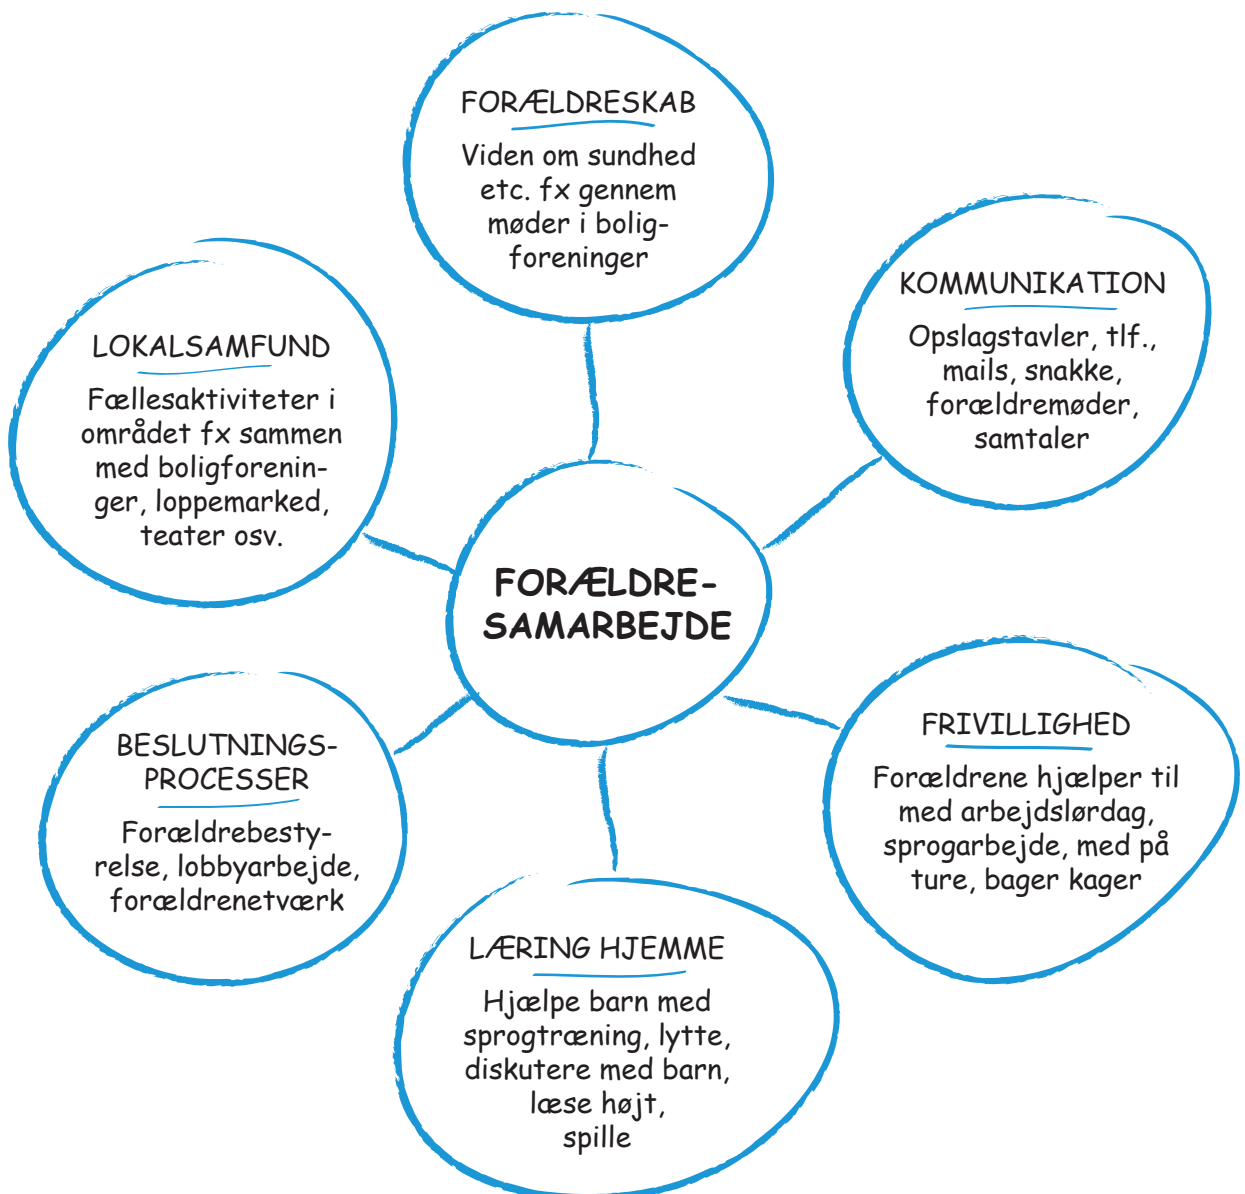 FORÆLDRESKAB
Viden om sundhed
etc. fx gennem
møder i bolig-
foreninger
KOMMUNIKATION
Opslagstavler, tlf.,
mails, snakke,
forældremøder,
samtaler
LOKALSAMFUND
Fællesaktiviteter i
området fx sammen
med boligforenin-
ger, loppemarked,
teater osv.
FORÆLDRE-
SAMARBEJDE
BESLUTNINGS-
PROCESSER
Forældrebesty-
relse, lobbyarbejde,
forældrenetværk
FRIVILLIGHED
Forældrene hjælper til
med arbejdslørdag,
sprogarbejde, med på
ture, bager kager
LÆRING HJEMME
Hjælpe barn med
sprogtræning, lytte,
diskutere med barn,
læse højt,
spille